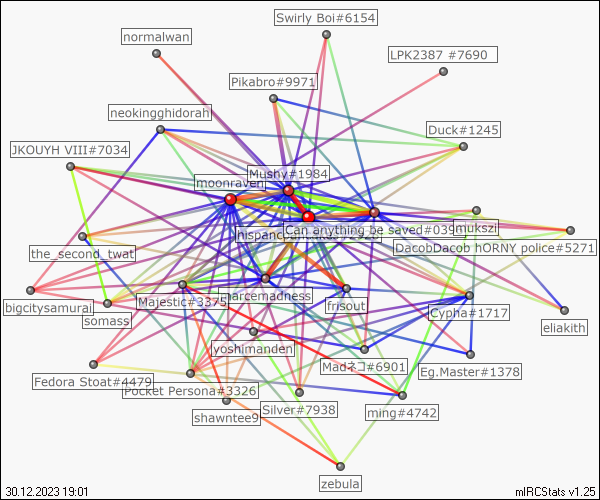 Swirly Boi#6154
normalwan
LPK2387 #7690
Pikabro#9971
neokingghidorah
Duck#1245
JKOUYH VIII#7034
Mushy#1984
moonraven
mukszi
Can anything be saved#039
DacobDacob hORNY police#5271
the_second_twat
bigcitysamurai
somass
Majestic#3375
narcemadness
frisout
Cypha#1717
eliakith
yoshimanden
Madネコ#6901
Eg.Master#1378
Fedora Stoat#4479
Pocket Persona#3326
shawntee9
Silver#7938
ming#4742
zebula
30.12.2023 19:01
mIRCStats v1.25